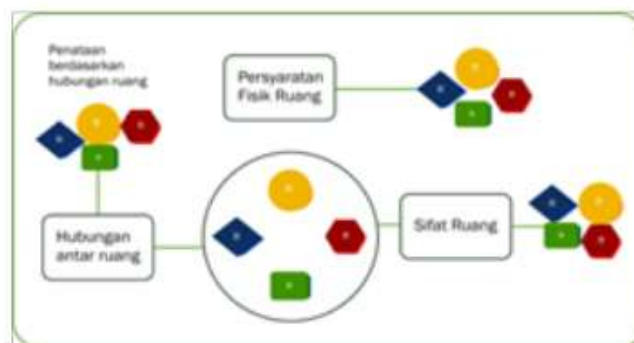 Penataan
berdasarkan
hubungan ruang
Persyaratan
Fisik Ruang
Hubungan
antar ruang
Sifat Ruang